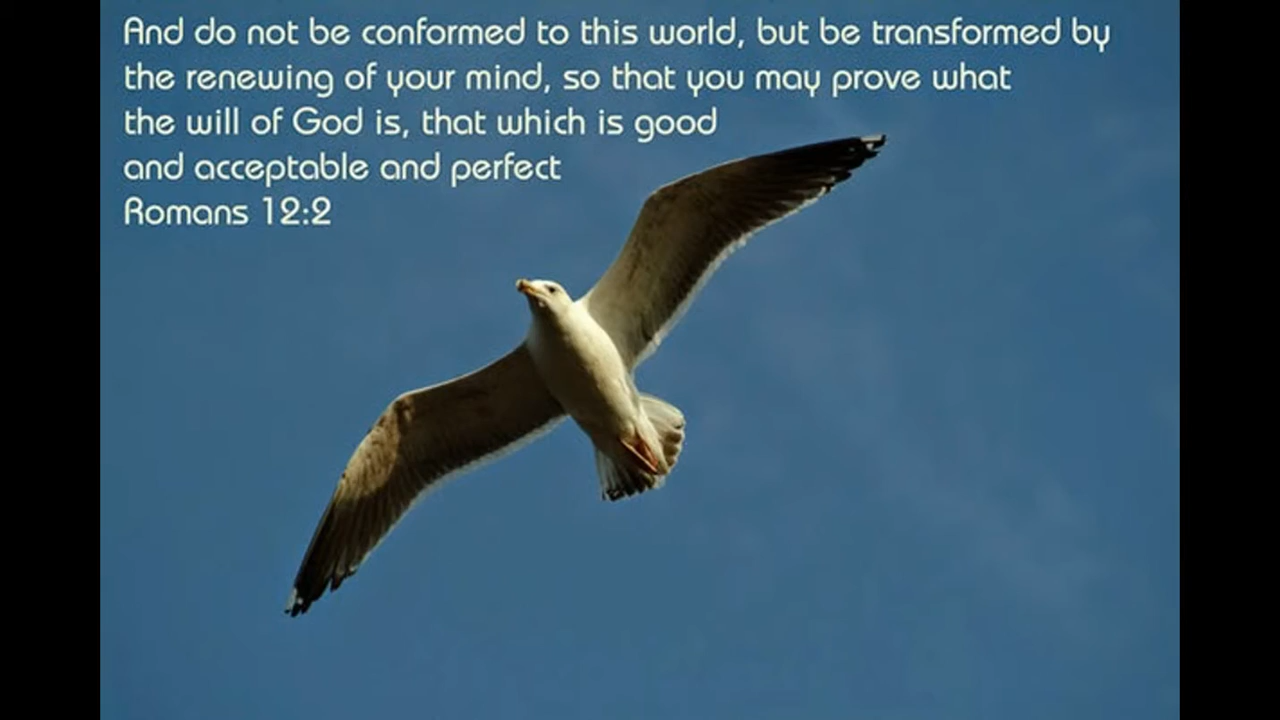 And do not be conformed to this world, but be transformed by
the renewing of your mind, so that you may prove what
the will of God is, that which is good
and acceptable and perfect
Romans 12:2